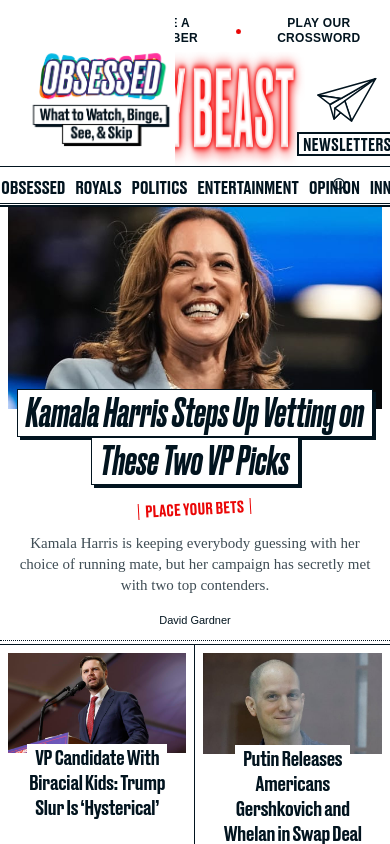 E A
BER
PLAY OUR
CROSSWORD
OBSESSED
What to Watch, Binge,
See, & Skip
Y BEAST
NEWSLETTERS
OBSESSED ROYALS POLITICS ENTERTAINMENT OPINION INN
Kamala Harris Steps Up Vetting on
These Two VP Picks
PLACE YOUR BETS
Kamala Harris is keeping everybody guessing with her
choice of running mate, but her campaign has secretly met
with two top contenders.
David Gardner
VP Candidate With
Biracial Kids: Trump
Slur Is ‘Hysterical’
Putin Releases
Americans
Gershkovich and
Whelan in Swap Deal